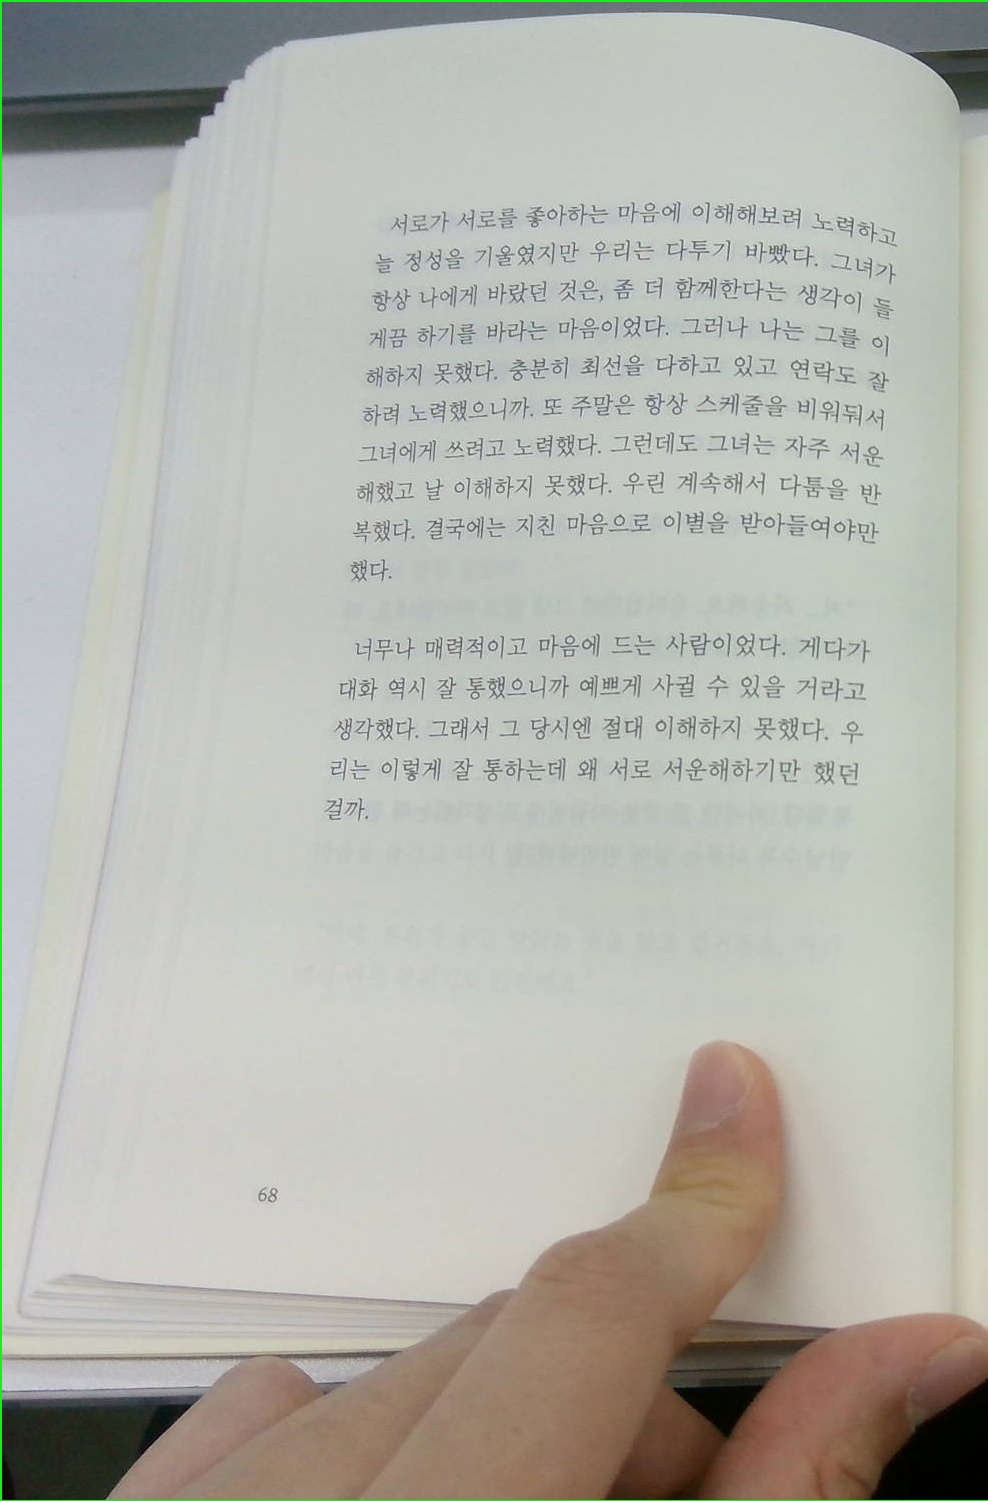 서로가 서로를 좋아하는 마음에 이해해보려 노력하고
늘 정성을 기울였지만 우리는 다투기 바빴다. 그녀가
항상 나에게 바랐던 것은, 좀 더 함께한다는 생각이 들
게끔 하기를 바라는 마음이었다. 그러나 나는 그를 이
해하지 못했다. 충분히 최선을 다하고 있고 연락도 잘
하려 노력했으니까. 또 주말은 항상 스케줄을 비워둬서
그녀에게 쓰려고 노력했다. 그런데도 그녀는 자주 서운
해했고 날 이해하지 못했다. 우린 계속해서 다툼을 반
복했다. 결국에는 지친 마음으로 이별을 받아들여야만
했다.
너무나 매력적이고 마음에 드는 사람이었다. 게다가
대화 역시 잘 통했으니까 예쁘게 사귈 수 있을 거라고
생각했다. 그래서 그 당시엔 절대 이해하지 못했다. 우
리는 이렇게 잘 통하는데 왜 서로 서운해하기만 했던
걸까.
68